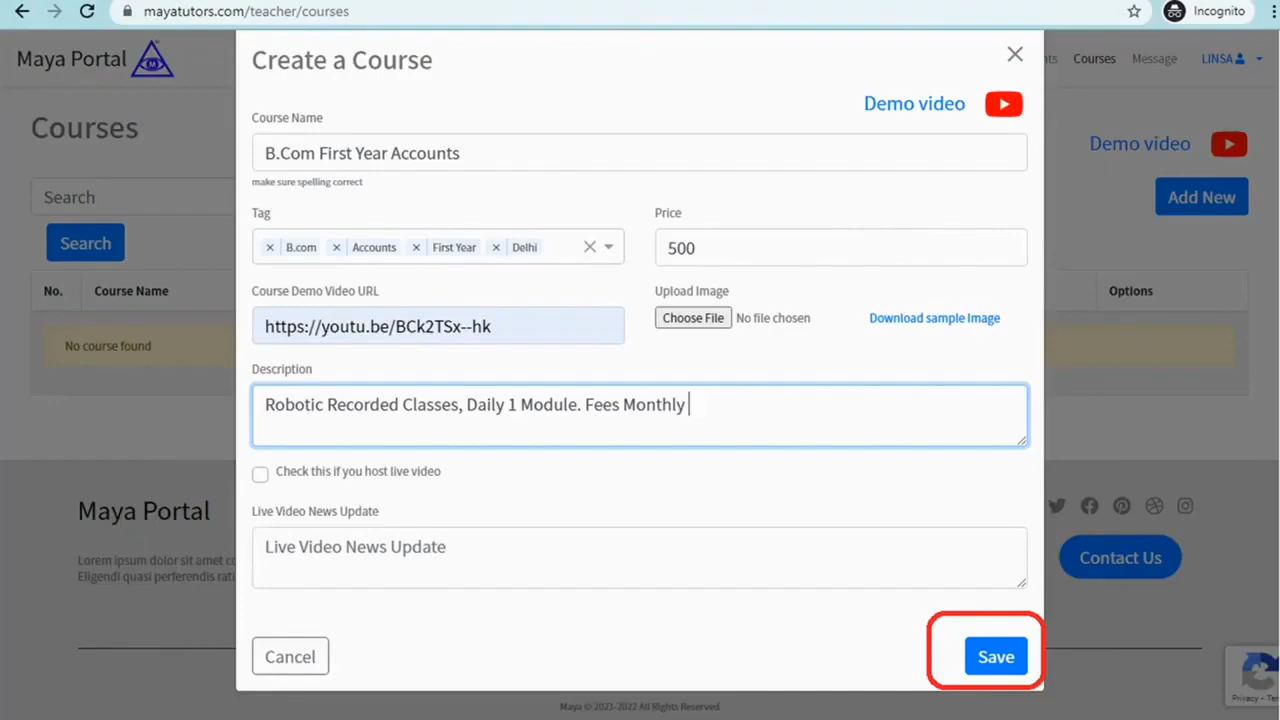 mayatutors.com/teacher/courses
Incognito
Maya Portal
M
Create a Course
nts Courses Message LINSA
Demo video
Courses
Demo video
Course Name
B.Com First Year Accounts
make sure spelling correct
Search
Add New
Tag
Price
B.com Accounts First Year Delhi
500
Search
No. Course Name
Course Demo Video URL
Upload Image
Options
https://youtu.be/BCk2TSx--hk
Choose File No file chosen
Download sample Image
No course found
Description
Robotic Recorded Classes, Daily 1 Module. Fees Monthly
Check this if you host live video
Maya Portal
Live Video News Update
Live Video News Update
Lorem ipsum dolor sit amet co
Eligendi quasi perferendis rati
Contact Us
Cancel
Save
Privacy - Ter
Maya © 2021-2022 All Rights Reserved